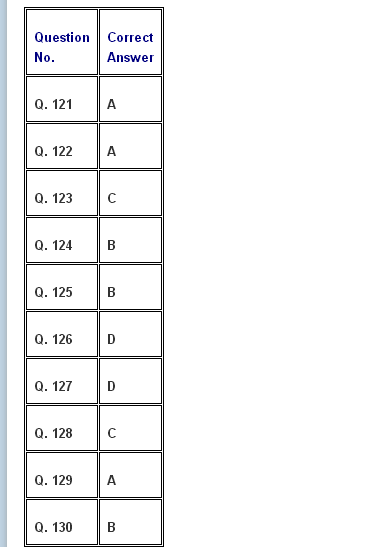 Question Correct
No. Answer
Q. 121 A
Q. 122 A
Q. 123 C
Q. 124 B
Q. 125 B
Q. 126 D
Q. 127 D
Q. 128 C
Q. 129 A
Q. 130 B